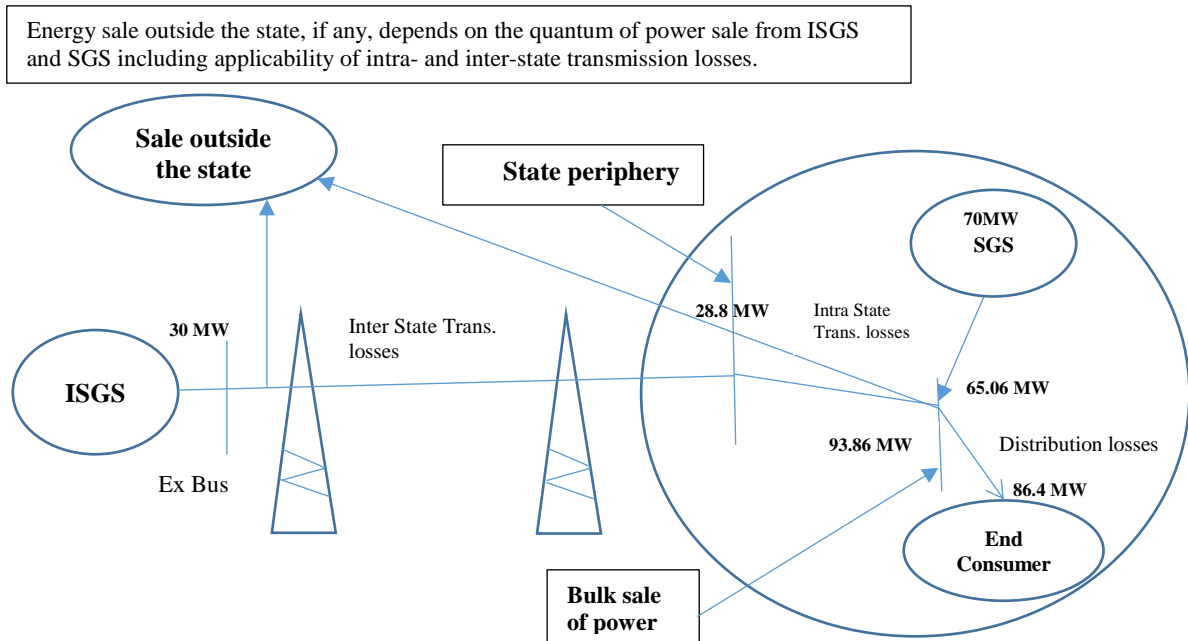 Energy sale outside the state, if any, depends on the quantum of power sale from ISGS
and SGS including applicability of intra- and inter-state transmission losses.
Sale outside
the state
State periphery
70MW
SGS
28.8 MW
Intra State
Trans. losses
30 MW
Inter State Trans.
losses
ISGS
65.06 MW
93.86 MW
Distribution losses
Ex Bus
86.4 MW
End
Consumer
Bulk sale
of power